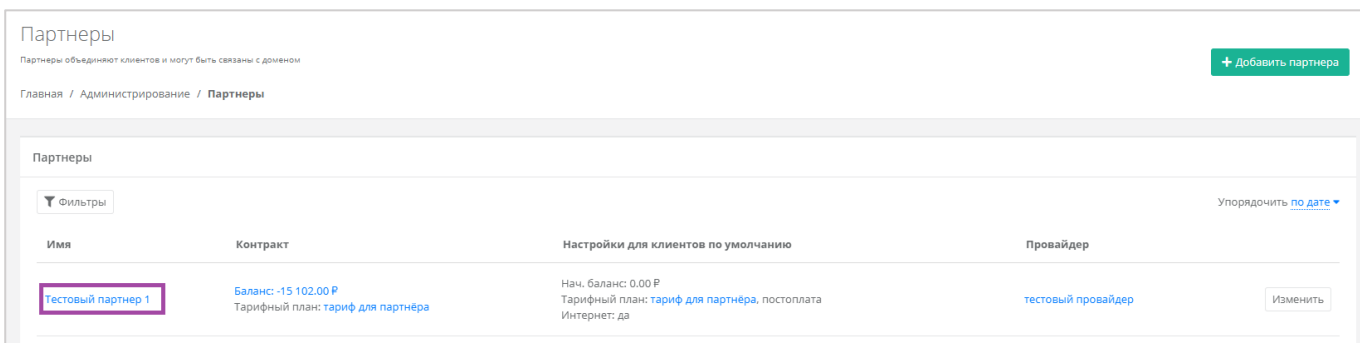 Партнеры
Партнеры объединяют клиентов и могут быть связаны с доменом
+ Добавить партнера
Главная / Администрирование / Партнеры
Партнеры
Фильтры
Упорядочить по дате
Имя Контракт Настройки для клиентов по умолчанию Провайдер
Тестовый партнер 1
Баланс: -15 102.00 ₽
Тарифный план: тариф для партнёра
Нач. баланс: 0.00 ₽
Тарифный план: тариф для партнёра, постоплата
Интернет: да
тестовый провайдер
Изменить